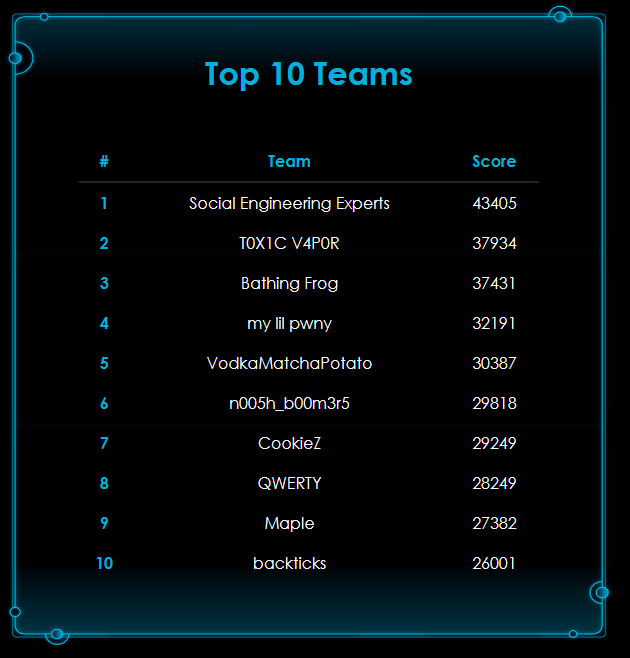 Top 10 Teams
# Team Score
1 Social Engineering Experts 43405
2 T0X1C V4P0R 37934
3 Bathing Frog 37431
4 my lil pwny 32191
5 VodkaMatchaPotato 30387
6 n005h_b00m3r5 29818
7 CookieZ 29249
8 QWERTY 28249
9 Maple 27382
10 backticks 26001